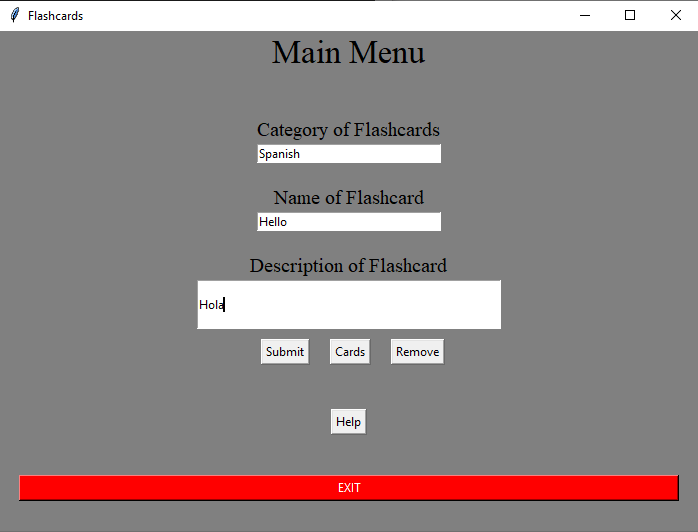 Flashcards
Main Menu
Category of Flashcards
Spanish
Name of Flashcard
Hello
Description of Flashcard
Hola
Submit Cards Remove
Help
EXIT